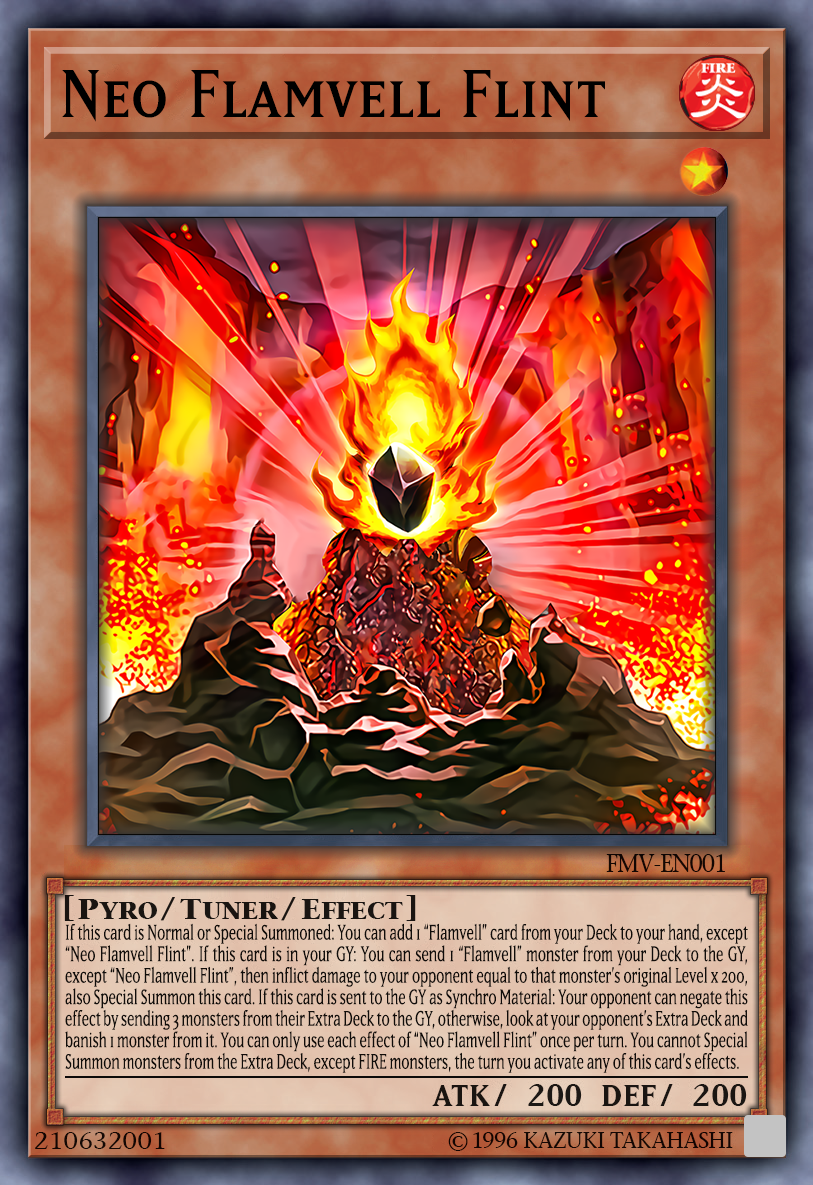 Neo Flamvell Flint
FIRE
炎
FMV-EN001
[Pyro/Tuner/Effect]
If this card is Normal or Special Summoned: You can add 1 “Flamvell” card from your Deck to your hand, except
“Neo Flamvell Flint”. If this card is in your GY: You can send 1 “Flamvell” monster from your Deck to the GY,
except “Neo Flamvell Flint”, then inflict damage to your opponent equal to that monster’s original Level x 200,
also Special Summon this card. If this card is sent to the GY as Synchro Material: Your opponent can negate this
effect by sending 3 monsters from their Extra Deck to the GY, otherwise, look at your opponent’s Extra Deck and
banish 1 monster from it. You can only use each effect of “Neo Flamvell Flint” once per turn. You cannot Special
Summon monsters from the Extra Deck, except FIRE monsters, the turn you activate any of this card’s effects.
ATK/ 200 DEF/ 200
210632001 © 1996 KAZUKI TAKAHASHI